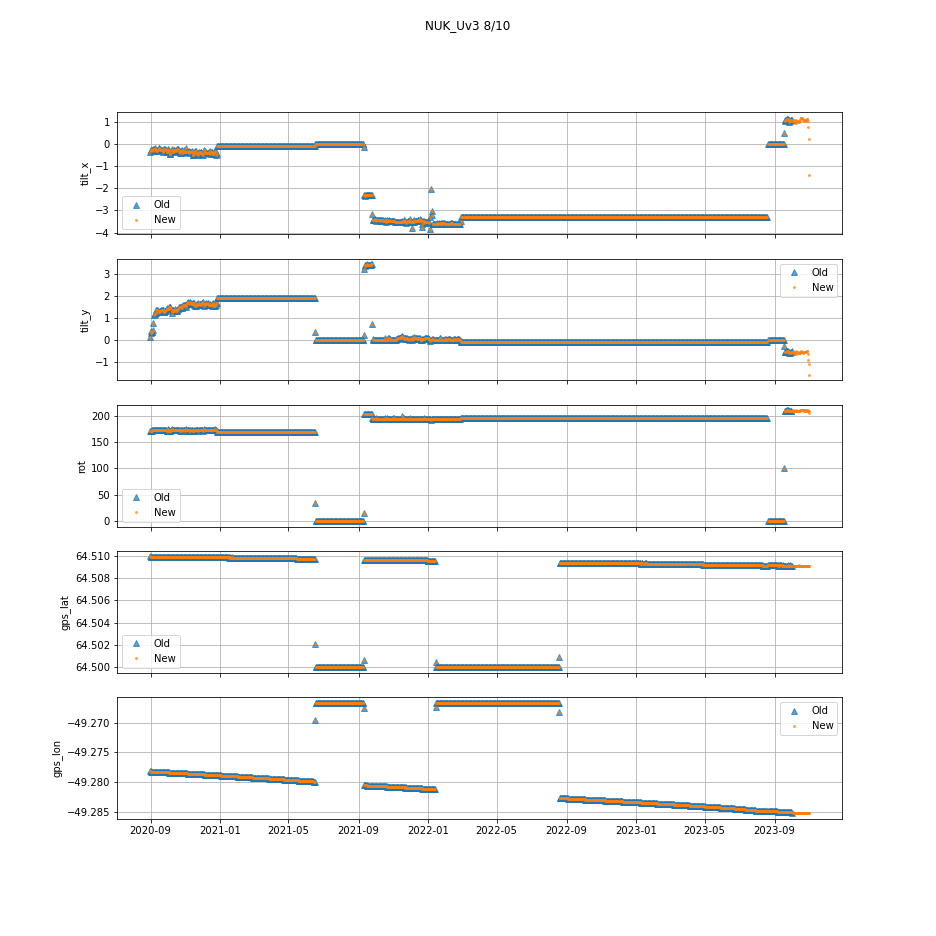 NUK_Uv3 8/10
tilt_x
1
0
−1
−2
−3
−4
Old
New
tilt_y
3
2
1
0
−1
Old
New
rot
200
150
100
50
0
Old
New
gps_lat
64.510
64.508
64.506
64.504
64.502
64.500
Old
New
gps_lon
−49.270
−49.275
−49.280
−49.285
Old
New
2020-09 2021-01 2021-05 2021-09 2022-01 2022-05 2022-09 2023-01 2023-05 2023-09